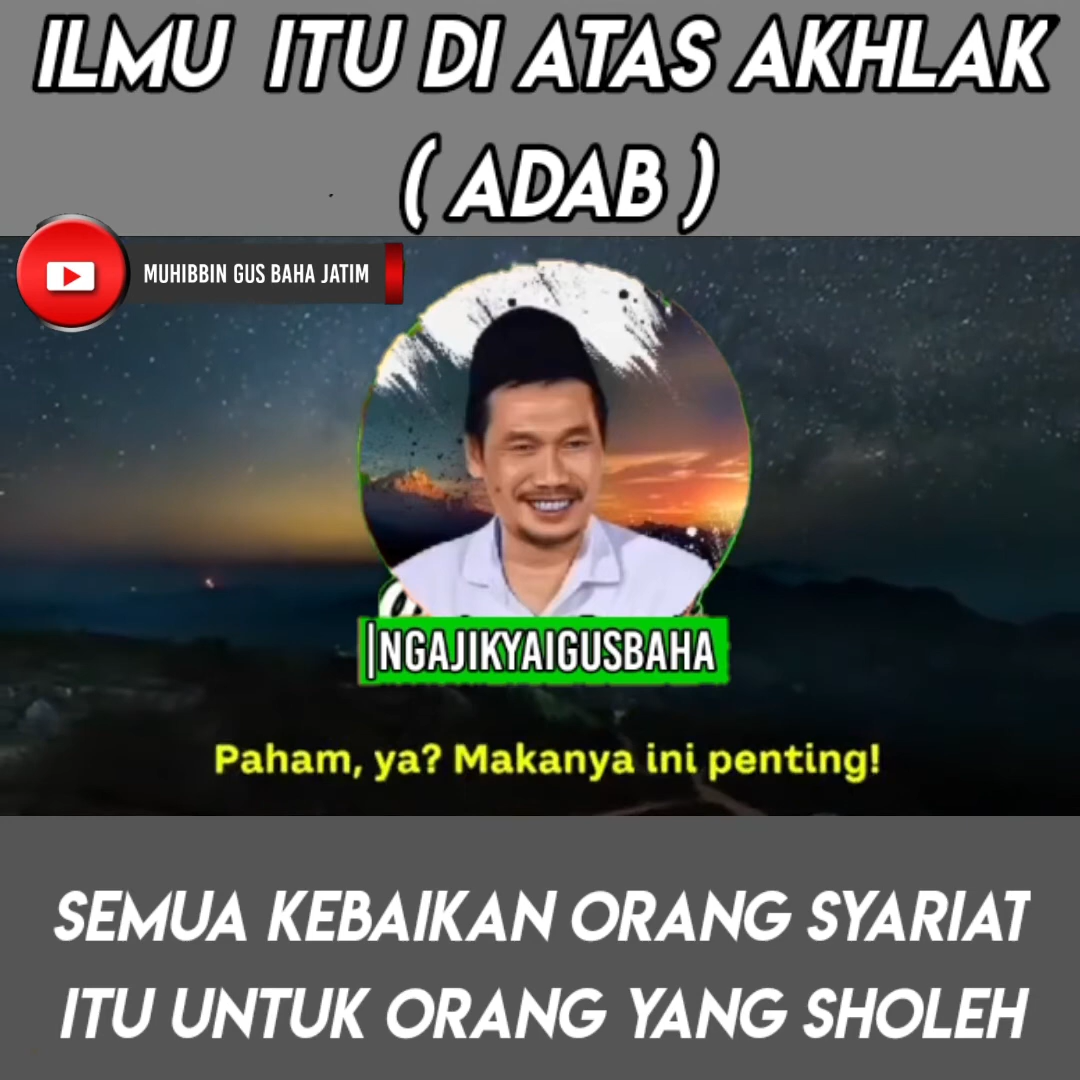 ILMU ITU DI ATAS AKHLAK
( ADAB )
MUHIBBIN GUS BAHA JATIM
|NGAJIKYAIGUSBAHA
Paham, ya? Makanya ini penting!
SEMUA KEBAIKAN ORANG SYARIAT
ITU UNTUK ORANG YANG SHOLEH